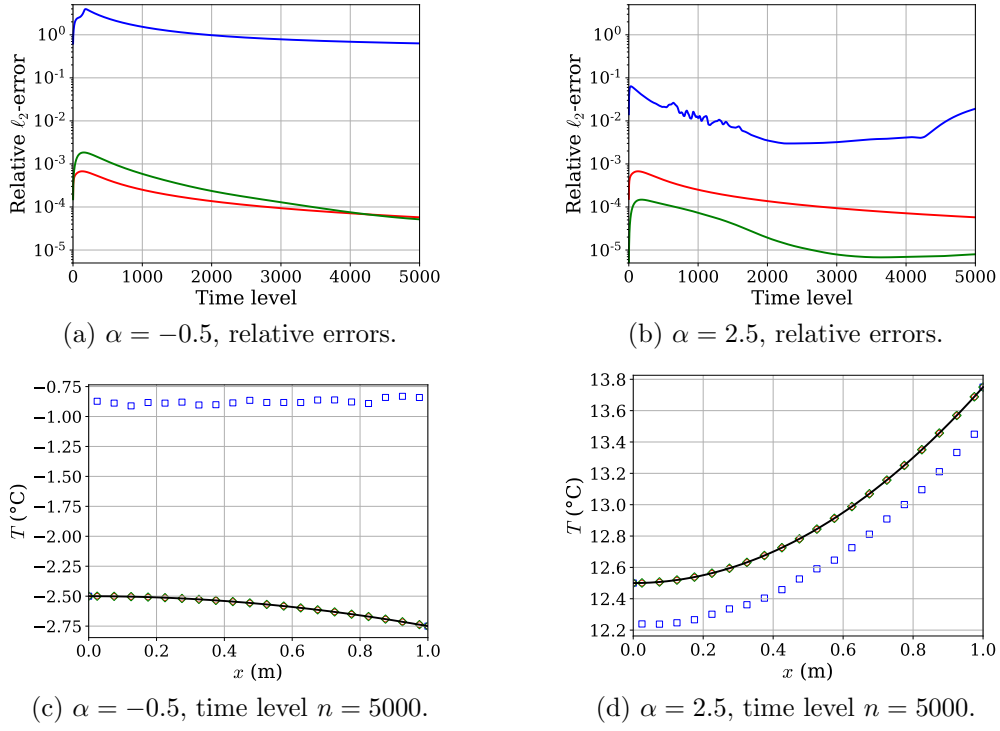 Relative ℓ₂-error
10⁰
10⁻¹
10⁻²
10⁻³
10⁻⁴
10⁻⁵
0 1000 2000 3000 4000 5000
Time level
(a) α = −0.5, relative errors.
Relative ℓ₂-error
10⁰
10⁻¹
10⁻²
10⁻³
10⁻⁴
10⁻⁵
0 1000 2000 3000 4000 5000
Time level
(b) α = 2.5, relative errors.
T (°C)
−0.75
−1.00
−1.25
−1.50
−1.75
−2.00
−2.25
−2.50
−2.75
0.0 0.2 0.4 0.6 0.8 1.0
x (m)
(c) α = −0.5, time level n = 5000.
T (°C)
13.8
13.6
13.4
13.2
13.0
12.8
12.6
12.4
12.2
0.0 0.2 0.4 0.6 0.8 1.0
x (m)
(d) α = 2.5, time level n = 5000.